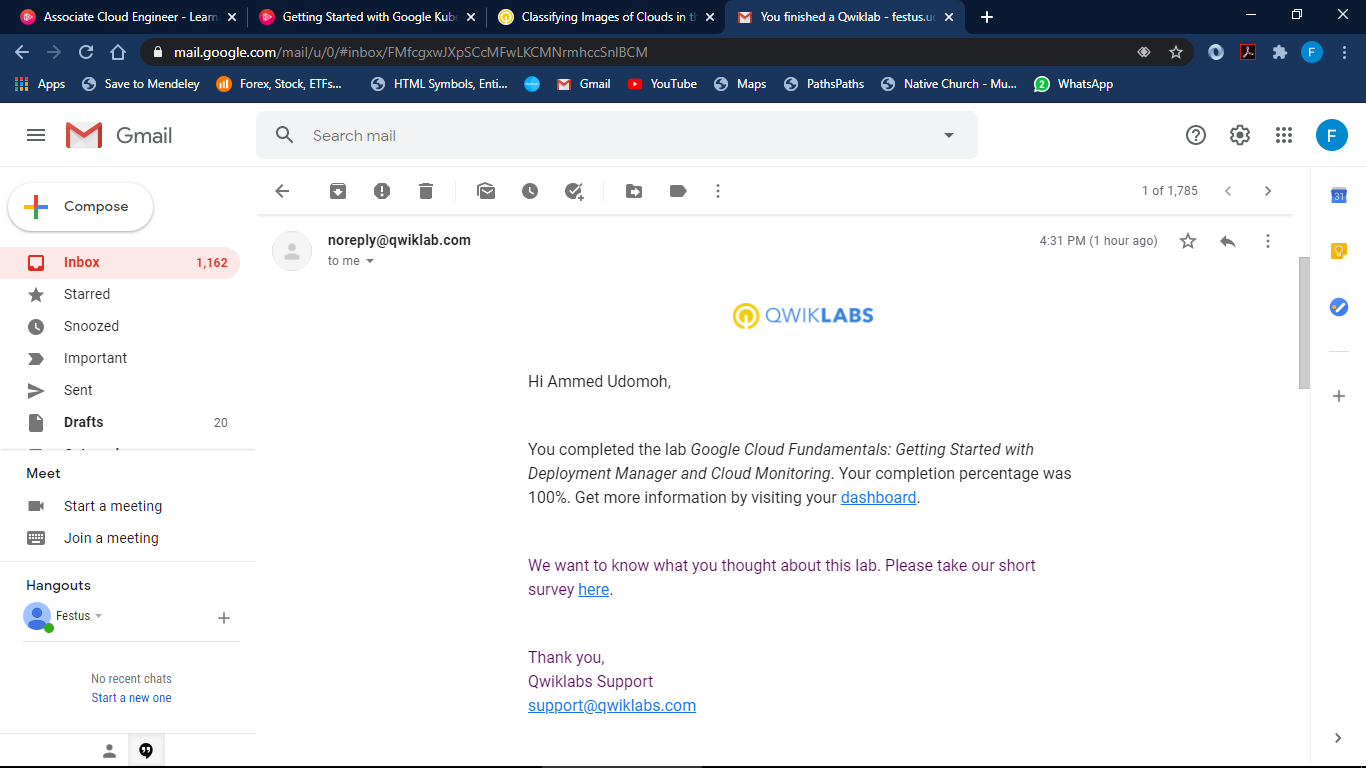 Associate Cloud Engineer - Learn
Getting Started with Google Kube
Classifying Images of Clouds in th
You finished a Qwiklab - festus.ud
mail.google.com/mail/u/0/#inbox/FMfcgxwJXpSCcMFwLKCMNrmhccSnlBCM
F
Apps
Save to Mendeley
Forex, Stock, ETFs...
HTML Symbols, Enti...
Gmail
YouTube
Maps
PathsPaths
Native Church - Mu...
2
WhatsApp
Gmail
Search mail
F
Compose
1 of 1,785
31
Inbox 1,162
Starred
Snoozed
Important
Sent
Drafts 20
Meet
Start a meeting
Join a meeting
Hangouts
Festus
No recent chats
Start a new one
noreply@qwiklab.com
4:31 PM (1 hour ago)
to me
QWIKLABS
Hi Ammed Udomoh,
You completed the lab Google Cloud Fundamentals: Getting Started with
Deployment Manager and Cloud Monitoring. Your completion percentage was
100%. Get more information by visiting your dashboard.
We want to know what you thought about this lab. Please take our short
survey here.
Thank you,
Qwiklabs Support
support@qwiklabs.com